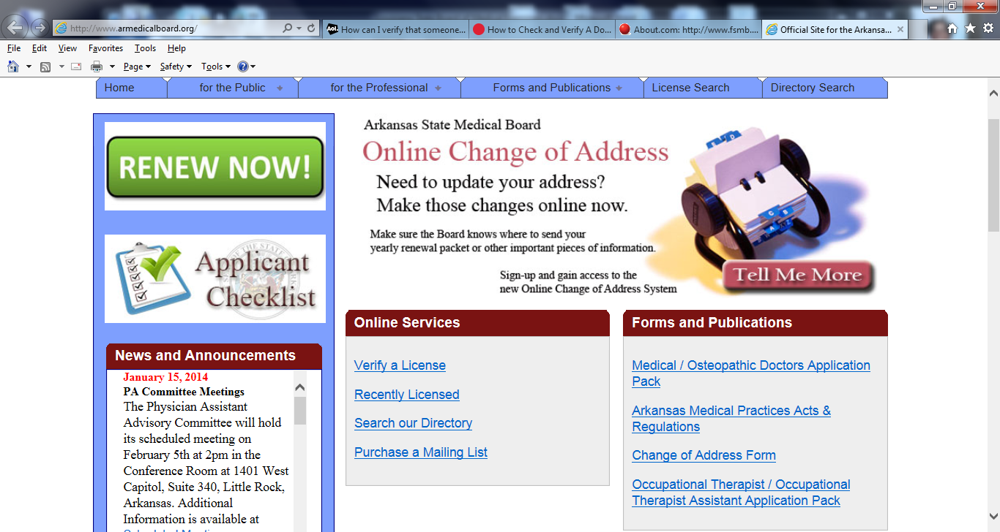 http://www.armedicalboard.org/
Aol. How can I verify that someone...
How to Check and Verify A Do...
About.com: http://www.fsmb....
Official Site for the Arkansa...
File Edit View Favorites Tools Help
Page Safety Tools
Home
for the Public
for the Professional
Forms and Publications
License Search
Directory Search
RENEW NOW!
Applicant
Checklist
News and Announcements
January 15, 2014
PA Committee Meetings
The Physician Assistant
Advisory Committee will hold
its scheduled meeting on
February 5th at 2pm in the
Conference Room at 1401 West
Capitol, Suite 340, Little Rock,
Arkansas. Additional
Information is available at
Arkansas State Medical Board
Online Change of Address
Need to update your address?
Make those changes online now.
Make sure the Board knows where to send your
yearly renewal packet or other important pieces of information.
Sign-up and gain access to the
new Online Change of Address System
Tell Me More
Online Services
Verify a License
Recently Licensed
Search our Directory
Purchase a Mailing List
Forms and Publications
Medical / Osteopathic Doctors Application
Pack
Arkansas Medical Practices Acts &
Regulations
Change of Address Form
Occupational Therapist / Occupational
Therapist Assistant Application Pack